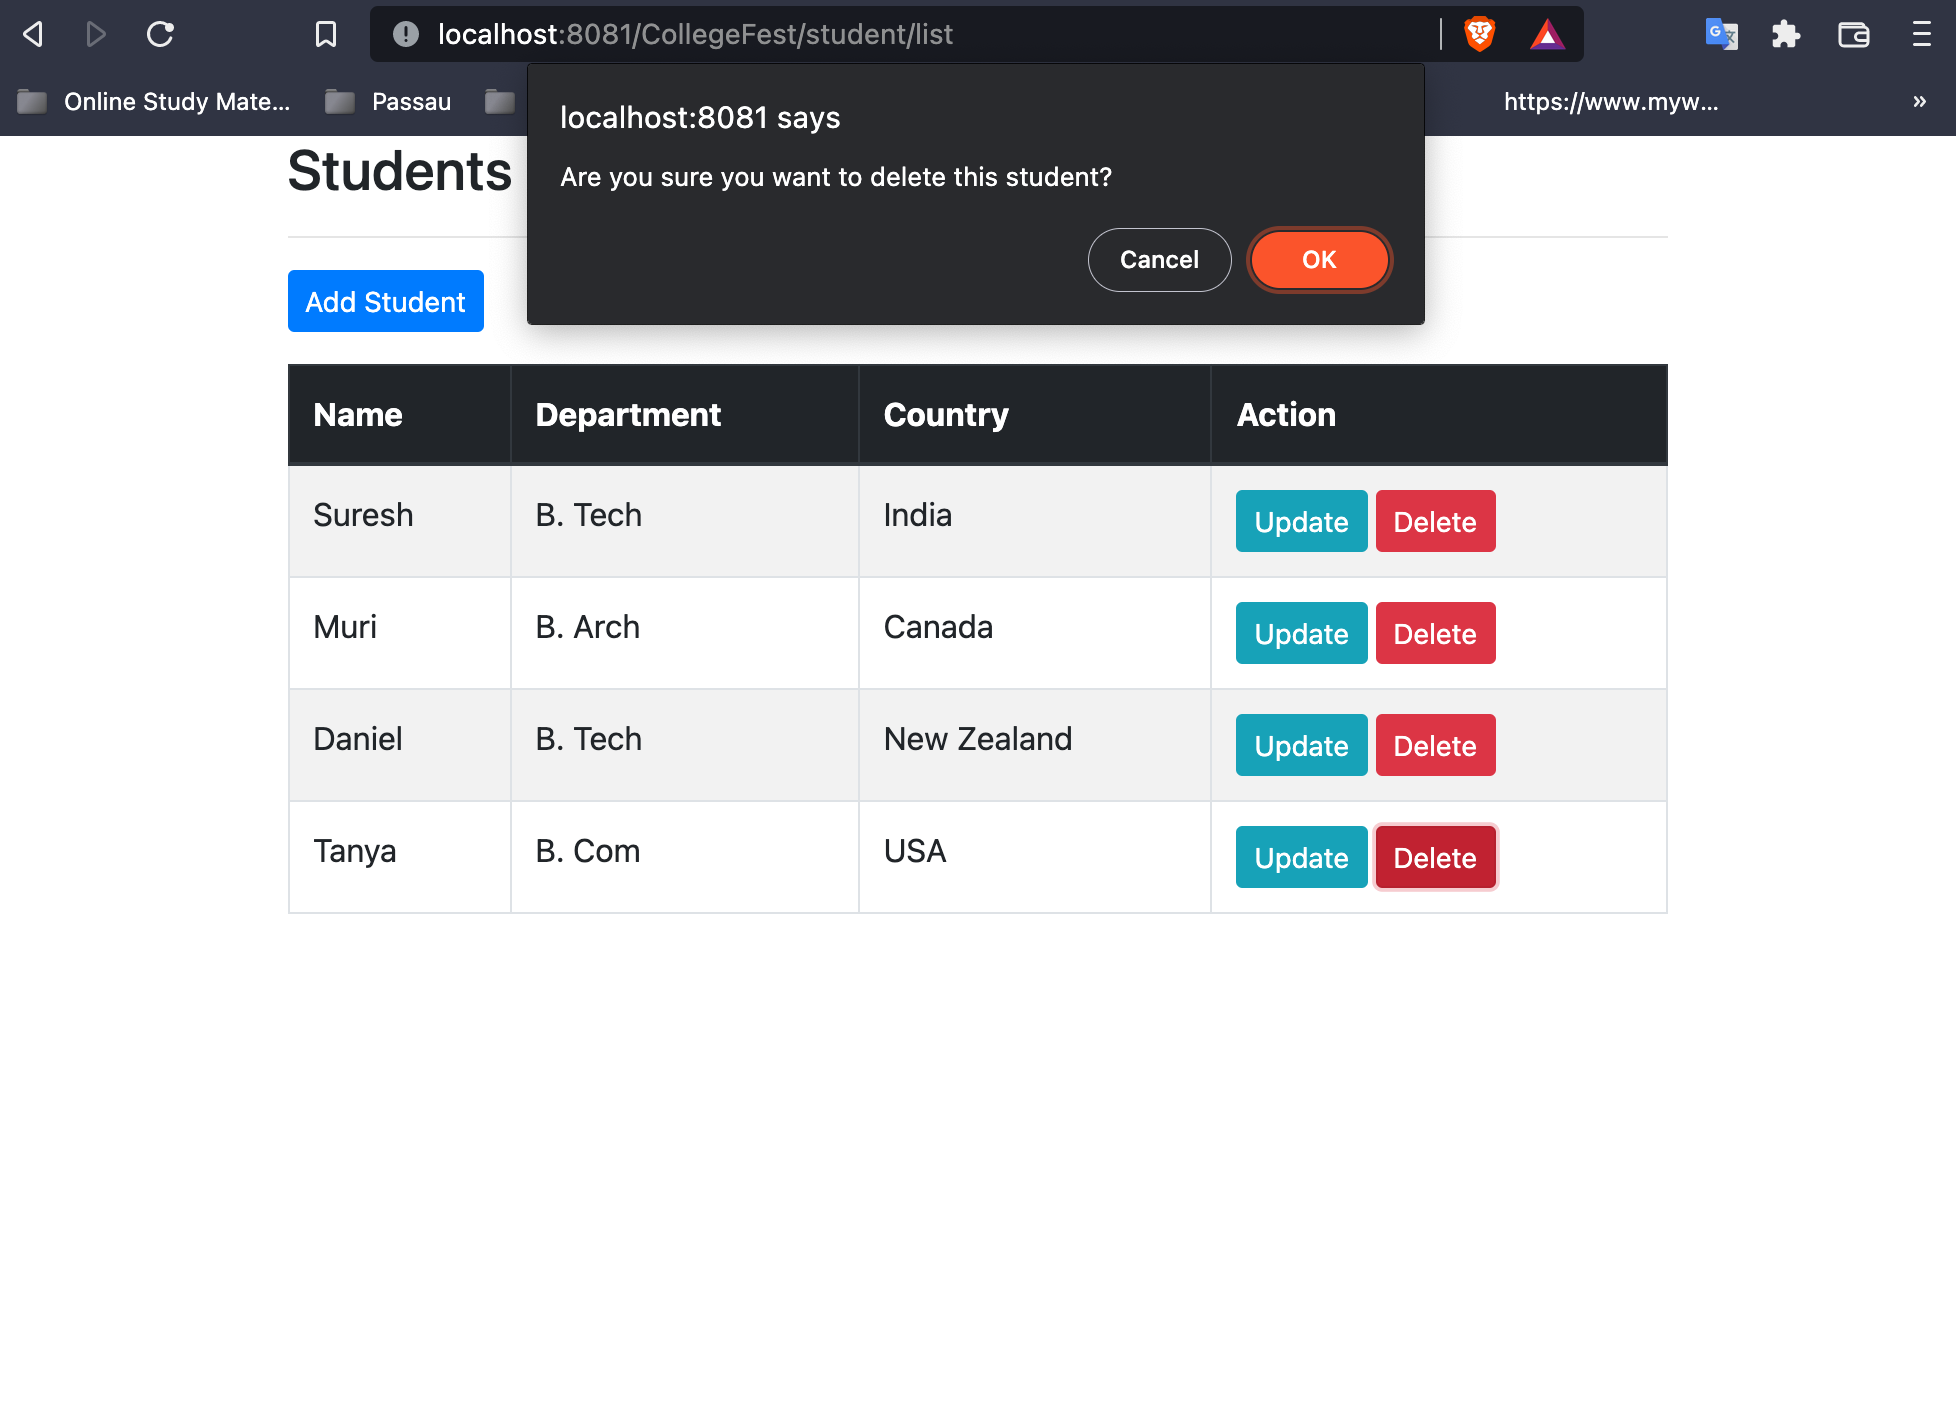 localhost:8081/CollegeFest/student/list
Online Study Mate... Passau https://www.myw... »
localhost:8081 says
Are you sure you want to delete this student?
Cancel OK
Students
Add Student
Name Department Country Action
Suresh B. Tech India Update Delete
Muri B. Arch Canada Update Delete
Daniel B. Tech New Zealand Update Delete
Tanya B. Com USA Update Delete